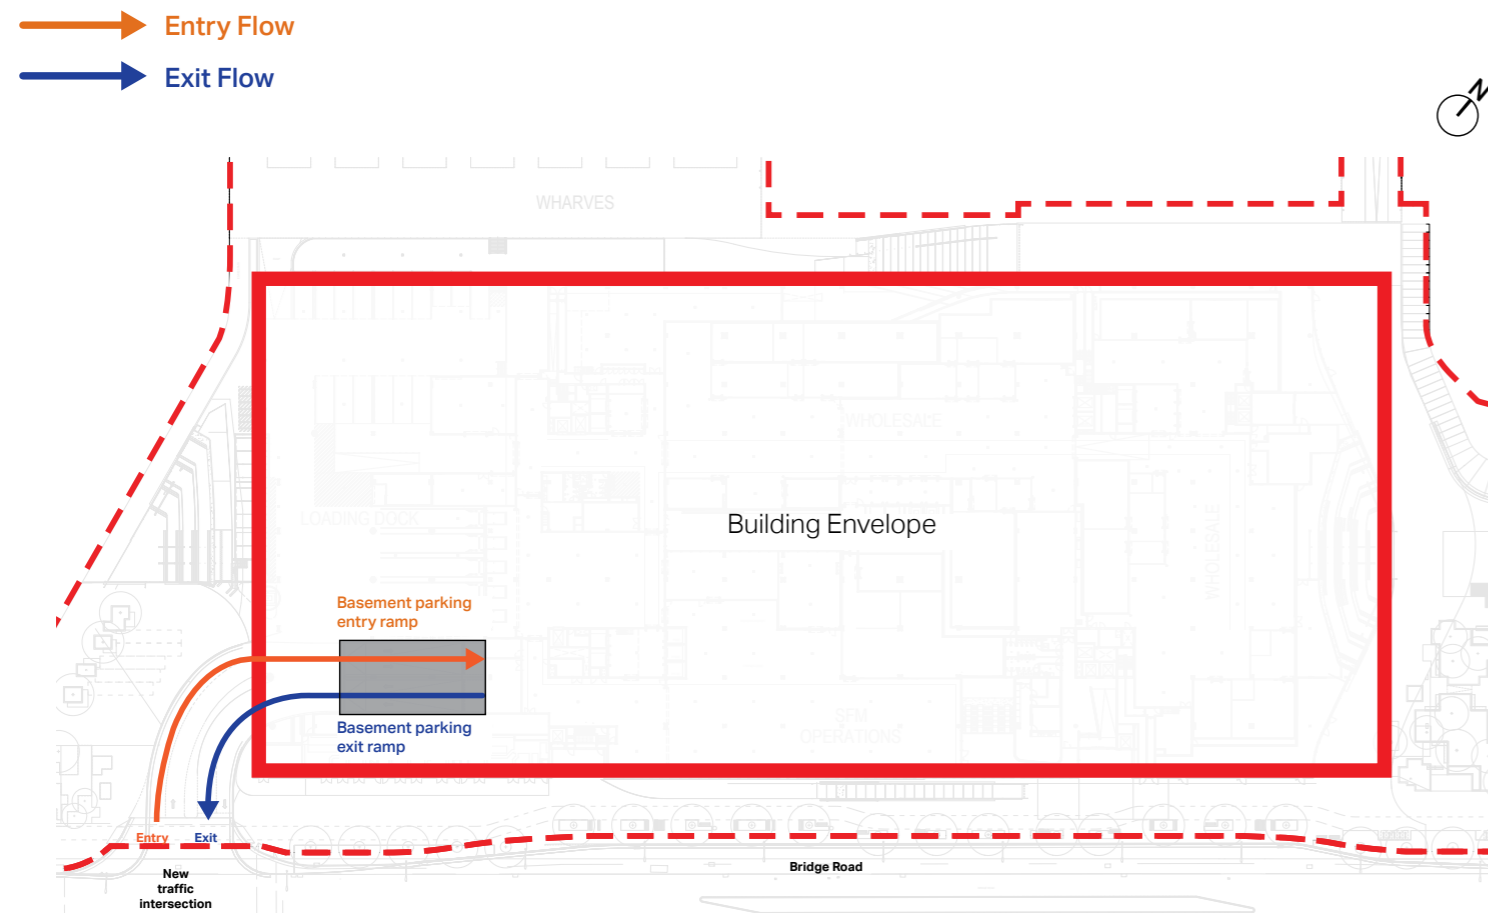 Entry Flow
Exit Flow
N
WHARVES
WHOLESALE
LOADING DOCK
Building Envelope
WHOLESALE
Basement parking
entry ramp
Basement parking
exit ramp
SFM
OPERATIONS
Entry
Exit
Bridge Road
New
traffic
intersection